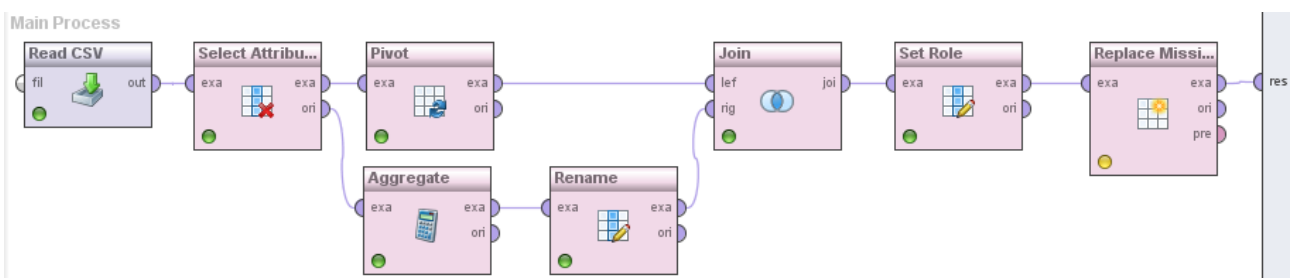 Main Process
Read CSV
fil
out
Select Attribu...
exa
exa
ori
Pivot
exa
exa
ori
Join
lef
joi
rig
Set Role
exa
exa
ori
Replace Missi...
exa
exa
ori
pre
res
Aggregate
exa
exa
ori
Rename
exa
exa
ori